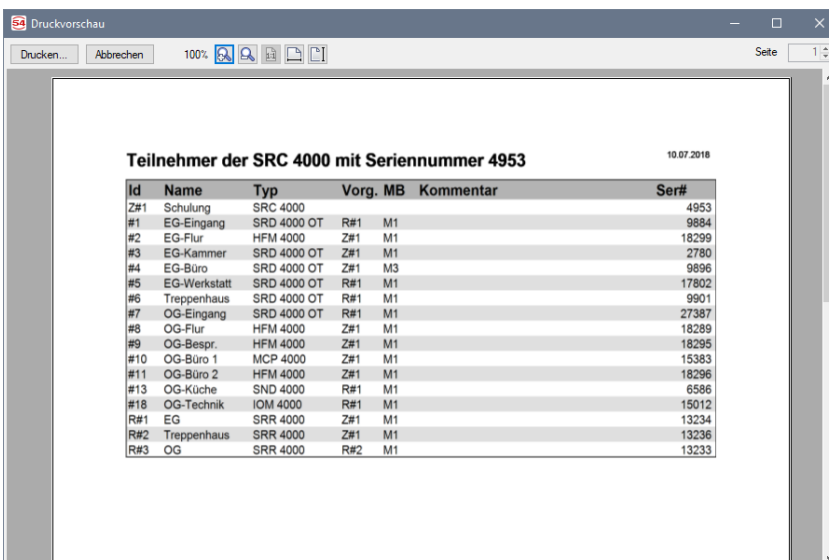 54 Druckvorschau
Drucken... Abbrechen 100% 1:1 Seite 1
Teilnehmer der SRC 4000 mit Seriennummer 4953 10.07.2018
Id Name Typ Vorg. MB Kommentar Ser#
Z#1 Schulung SRC 4000 4953
#1 EG-Eingang SRD 4000 OT R#1 M1 9884
#2 EG-Flur HFM 4000 Z#1 M1 18299
#3 EG-Kammer SRD 4000 OT Z#1 M1 2780
#4 EG-Büro SRD 4000 OT Z#1 M3 9896
#5 EG-Werkstatt SRD 4000 OT R#1 M1 17802
#6 Treppenhaus SRD 4000 OT R#1 M1 9901
#7 OG-Eingang SRD 4000 OT R#1 M1 27387
#8 OG-Flur HFM 4000 Z#1 M1 18289
#9 OG-Bespr. HFM 4000 Z#1 M1 18295
#10 OG-Büro 1 MCP 4000 Z#1 M1 15383
#11 OG-Büro 2 HFM 4000 Z#1 M1 18296
#13 OG-Küche SND 4000 R#1 M1 6586
#18 OG-Technik IOM 4000 R#1 M1 15012
R#1 EG SRR 4000 Z#1 M1 13234
R#2 Treppenhaus SRR 4000 Z#1 M1 13236
R#3 OG SRR 4000 R#2 M1 13233